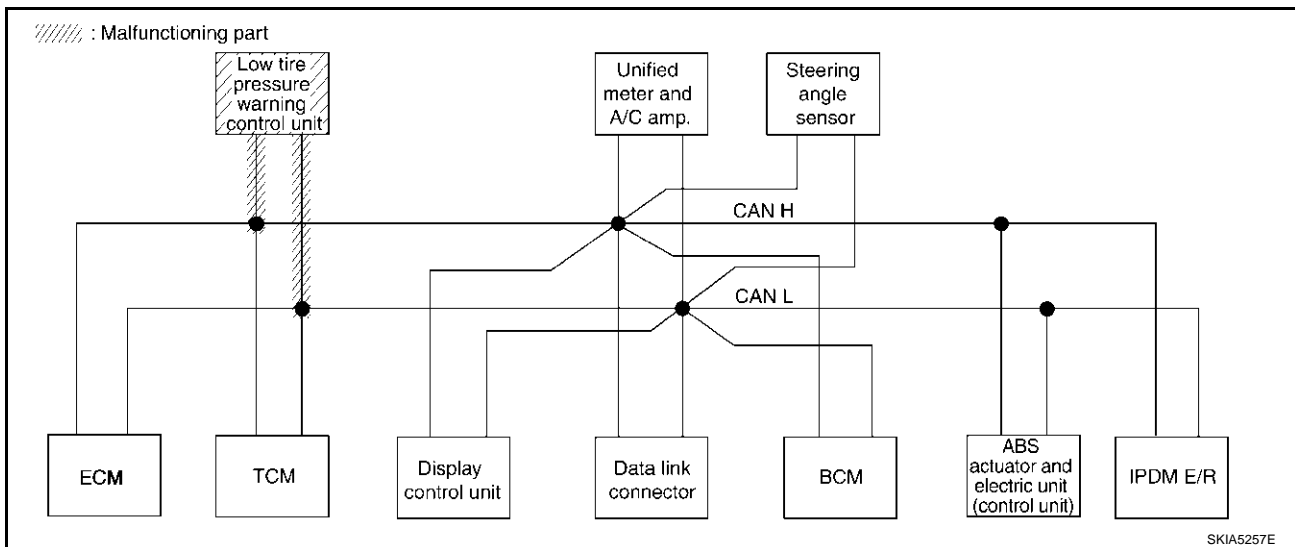 : Malfunctioning part
Low tire
pressure
warning
control unit
Unified
meter and
A/C amp.
Steering
angle
sensor
CAN H
CAN L
ECM
TCM
Display
control unit
Data link
connector
BCM
ABS
actuator and
electric unit
(control unit)
IPDM E/R
SKIA5257E